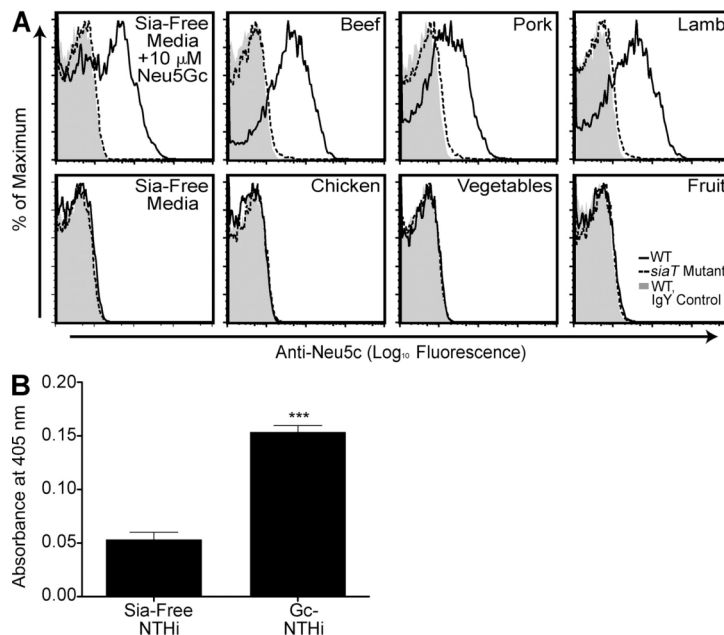 A
% of Maximum
Sia-Free
Media
+10 µM
Neu5Gc
Beef
Pork
Lamb
Sia-Free
Media
Chicken
Vegetables
Fruit
WT
siaT Mutant
WT,
IgY Control
Anti-Neu5c (Log₁₀ Fluorescence)
B
Absorbance at 405 nm
0.20
0.15
0.10
0.05
0.00
***
Sia-Free
NTHi
Gc-
NTHi